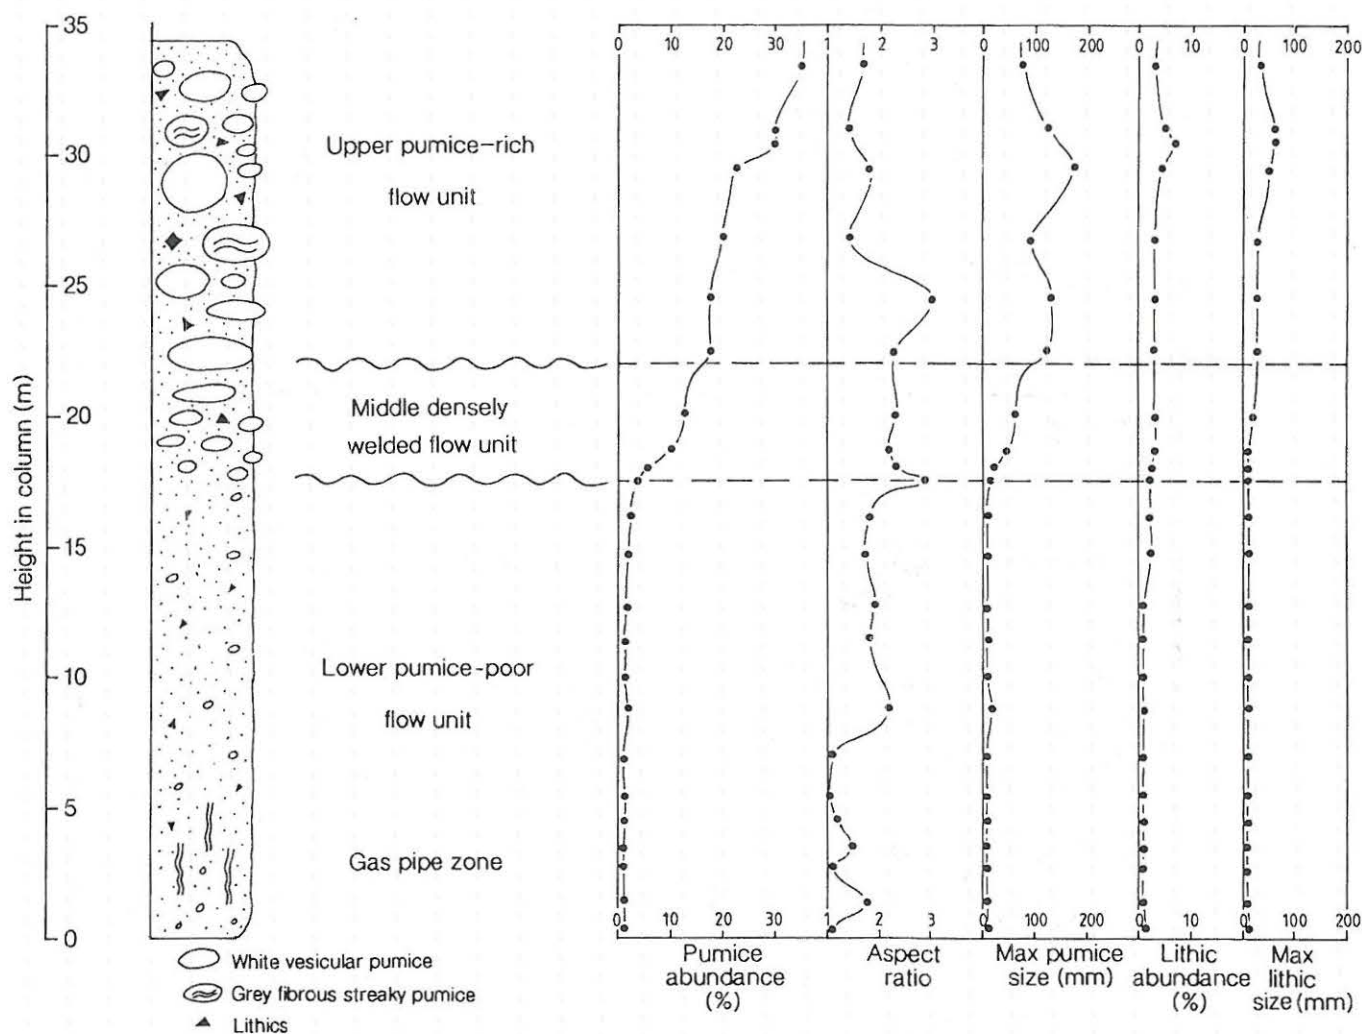 35
30
25
20
15
10
5
0
Height in column (m)
Upper pumice-rich
flow unit
Middle densely
welded flow unit
Lower pumice-poor
flow unit
Gas pipe zone
White vesicular pumice
Grey fibrous streaky pumice
Lithics
0 10 20 30
1 2 3
0 100 200
0 10
0 100 200
0 10 20 30
1 2 3
0 100 200
0 10
0 100 200
Pumice
abundance
(%)
Aspect
ratio
Max pumice
size (mm)
Lithic
abundance
(%)
Max
lithic
size (mm)